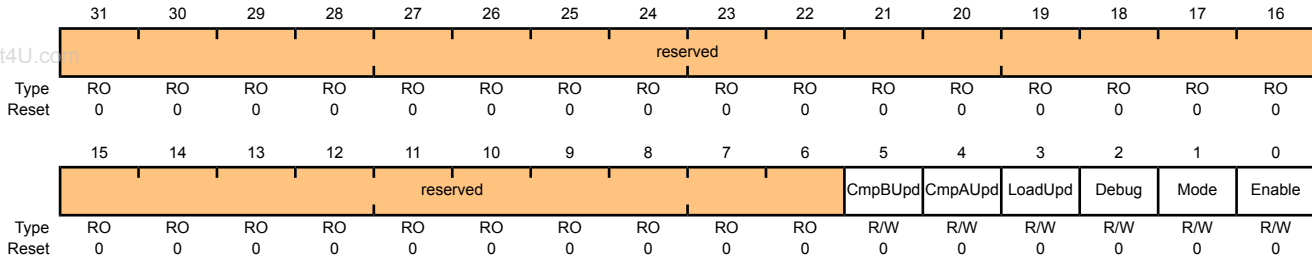 31 30 29 28 27 26 25 24 23 22 21 20 19 18 17 16
t4U.com
reserved
Type RO RO RO RO RO RO RO RO RO RO RO RO RO RO RO RO
Reset 0 0 0 0 0 0 0 0 0 0 0 0 0 0 0 0
15 14 13 12 11 10 9 8 7 6 5 4 3 2 1 0
reserved CmpBUpd CmpAUpd LoadUpd Debug Mode Enable
Type RO RO RO RO RO RO RO RO RO RO R/W R/W R/W R/W R/W R/W
Reset 0 0 0 0 0 0 0 0 0 0 0 0 0 0 0 0